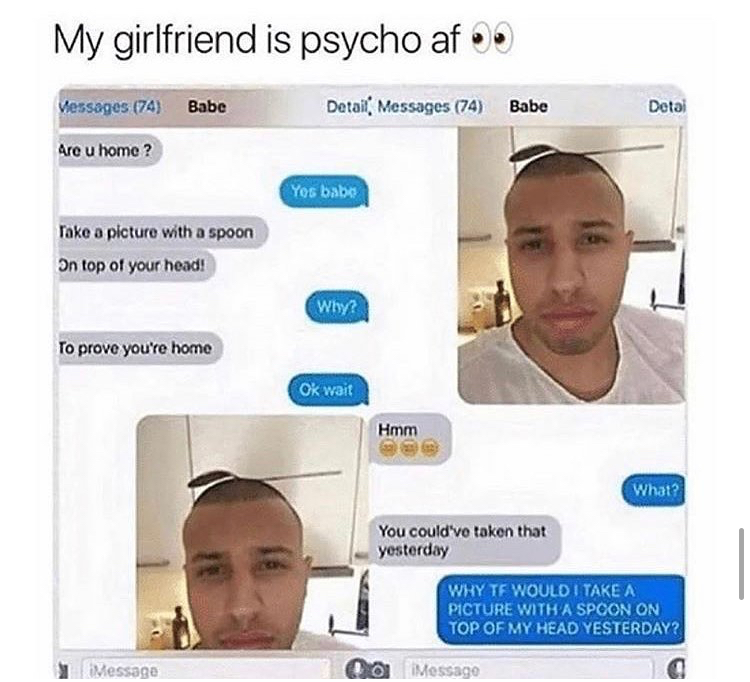 My girlfriend is psycho af 👀
Messages (74) Babe Detail
Are u home ?
Yes babe
Take a picture with a spoon
On top of your head!
Why?
To prove you're home
Ok wait
iMessage
Messages (74) Babe Detai
Hmm
What?
You could've taken that
yesterday
WHY TF WOULD I TAKE A
PICTURE WITH A SPOON ON
TOP OF MY HEAD YESTERDAY?
iMessage